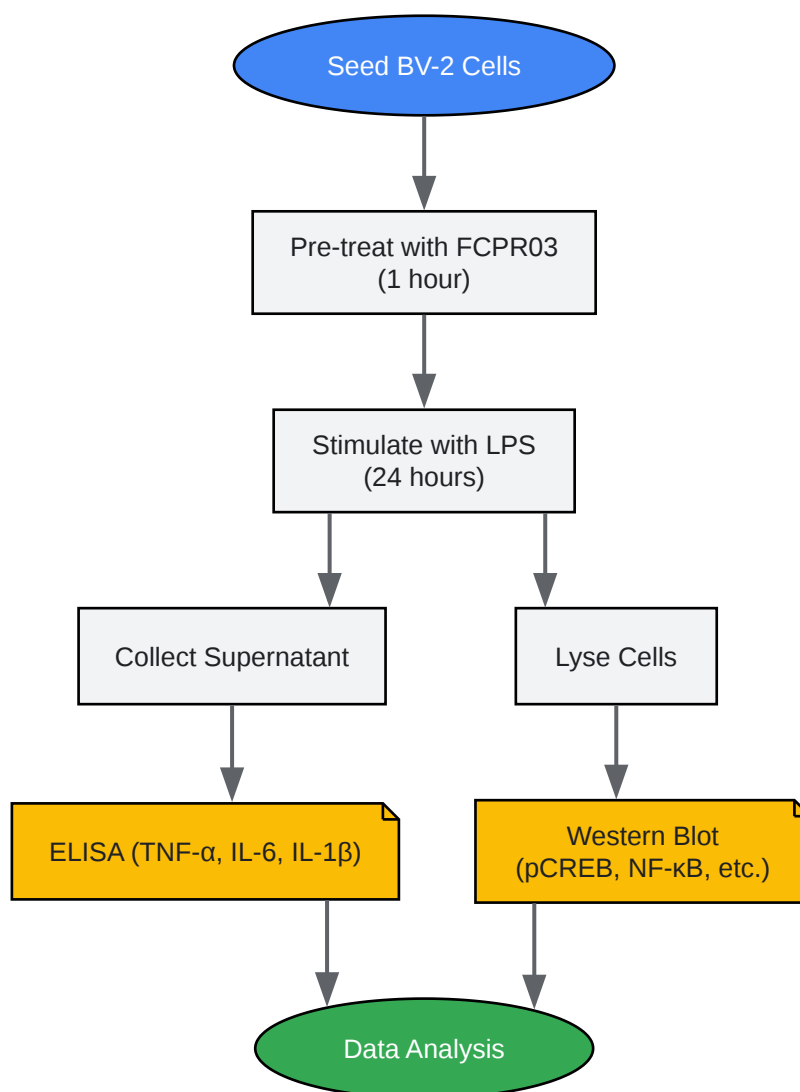 Seed BV-2 Cells
Pre-treat with FCPR03
(1 hour)
Stimulate with LPS
(24 hours)
Collect Supernatant
Lyse Cells
ELISA (TNF-α, IL-6, IL-1β)
Western Blot
(pCREB, NF-κB, etc.)
Data Analysis